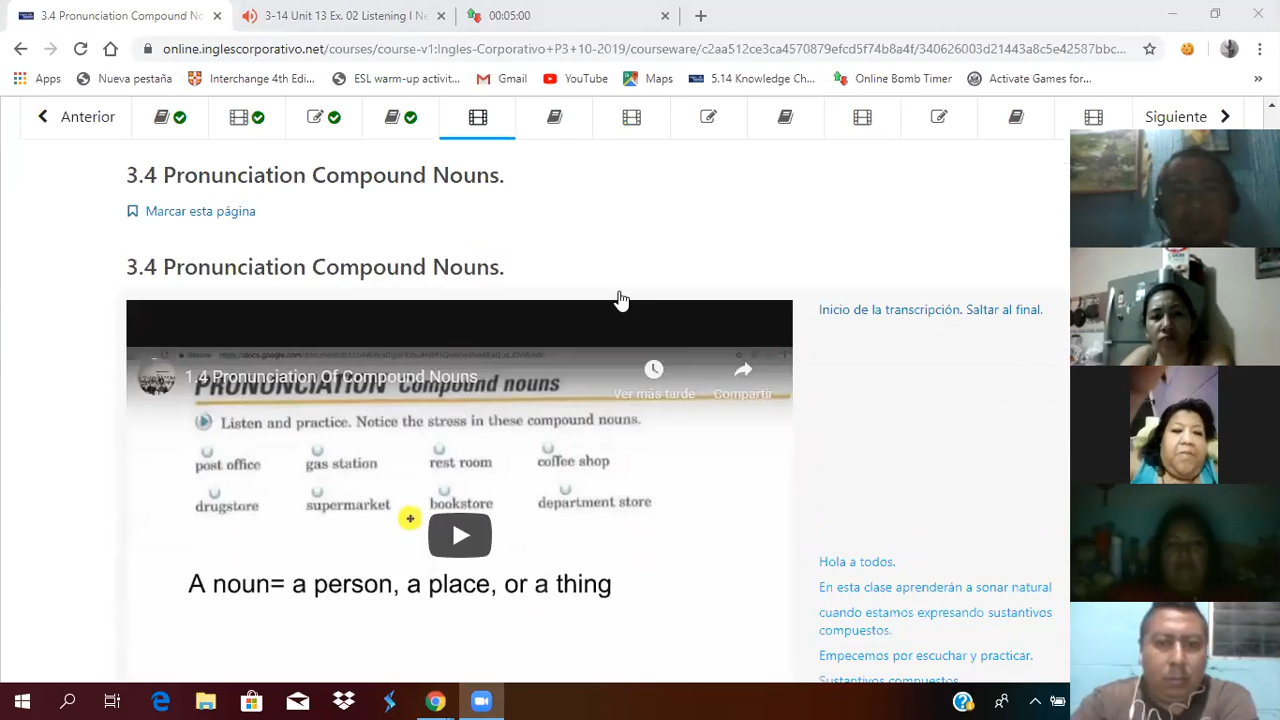 3.4 Pronunciation Compound No
3-14 Unit 13 Ex. 02 Listening I Ne
00:05:00
online.inglescorporativo.net/courses/course-v1:Ingles-Corporativo+P3+10-2019/courseware/c2aa512ce3ca4570879efcd5f74b8a4f/340626003d21443a8c5e42587bbc...
Apps
Nueva pestaña
Interchange 4th Edi...
ESL warm-up activit...
Gmail
YouTube
Maps
5.14 Knowledge Ch...
Online Bomb Timer
Activate Games for...
»
Anterior
Siguiente
3.4 Pronunciation Compound Nouns.
Marcar esta página
3.4 Pronunciation Compound Nouns.
1.4 Pronunciation Of Compound Nouns
Ver más tarde
Compartir
PRONUNCIATION Compound nouns
Listen and practice. Notice the stress in these compound nouns.
post office gas station rest room coffee shop
drugstore supermarket bookstore department store
A noun= a person, a place, or a thing
Inicio de la transcripción. Saltar al final.
Hola a todos.
En esta clase aprenderán a sonar natural
cuando estamos expresando sustantivos
compuestos.
Empecemos por escuchar y practicar.
Sustantivos compuestos.